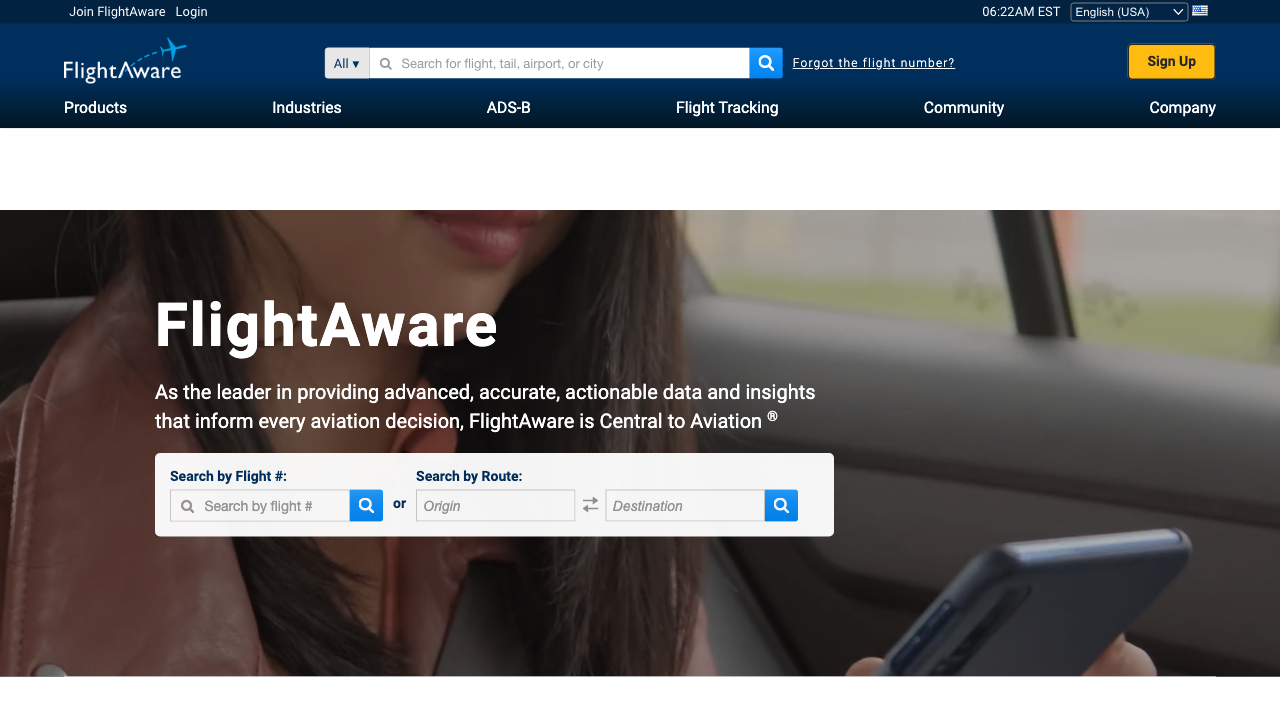 Join FlightAware Login 06:22AM EST English (USA)
FlightAware All ▾ Search for flight, tail, airport, or city Forgot the flight number? Sign Up
Products Industries ADS-B Flight Tracking Community Company
FlightAware
As the leader in providing advanced, accurate, actionable data and insights
that inform every aviation decision, FlightAware is Central to Aviation ®
Search by Flight #: Search by Route:
Search by flight # or Origin Destination